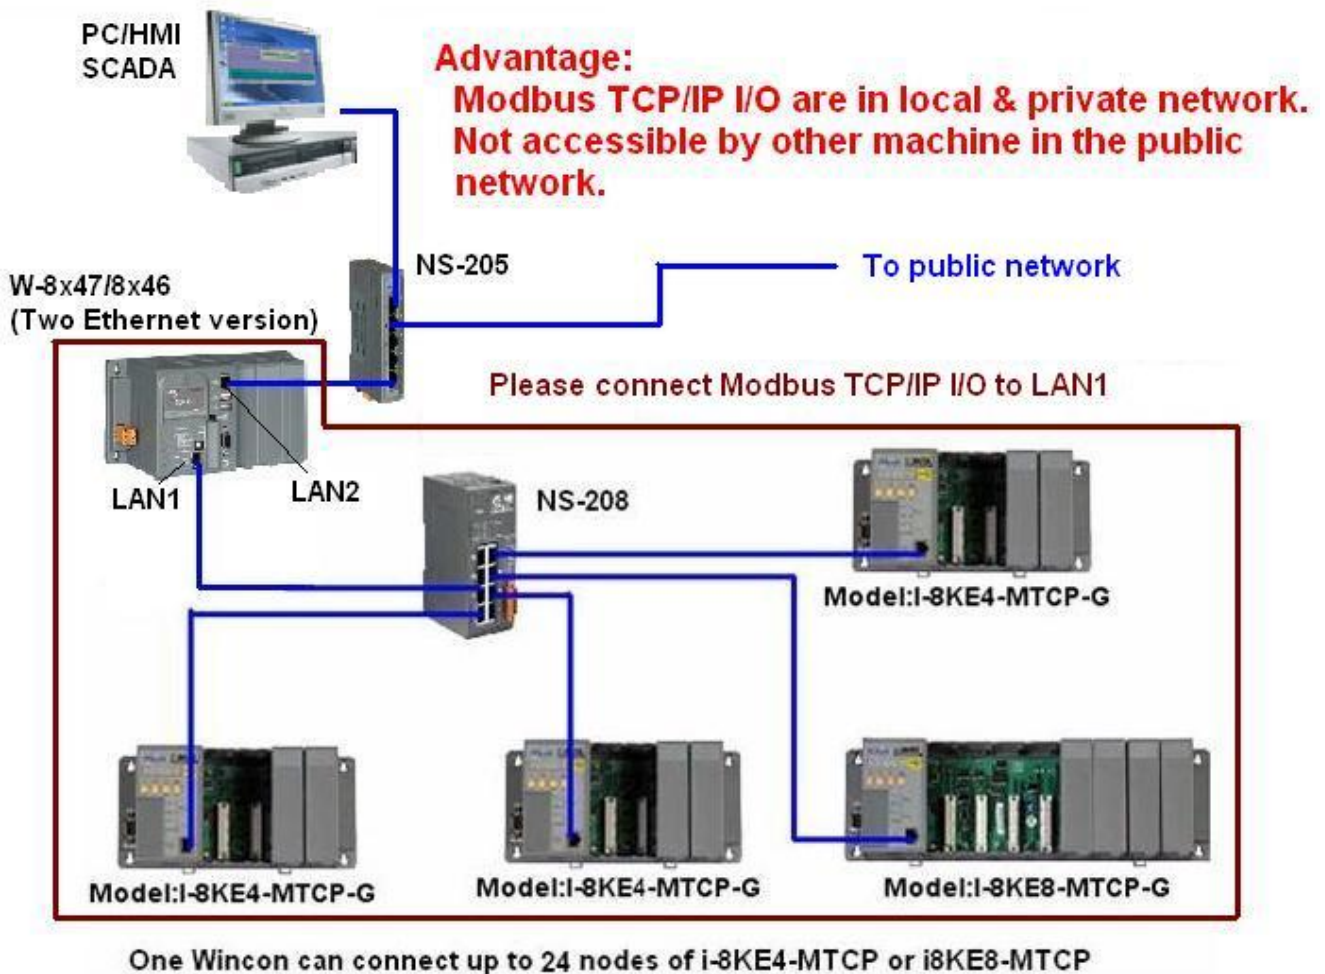 PC/HMI
SCADA
Advantage:
Modbus TCP/IP I/O are in local & private network.
Not accessible by other machine in the public
network.
NS-205
To public network
W-8x47/8x46
(Two Ethernet version)
Please connect Modbus TCP/IP I/O to LAN1
LAN1
LAN2
NS-208
Model:I-8KE4-MTCP-G
Model:I-8KE4-MTCP-G
Model:I-8KE4-MTCP-G
Model:I-8KE8-MTCP-G
One Wincon can connect up to 24 nodes of i-8KE4-MTCP or i8KE8-MTCP